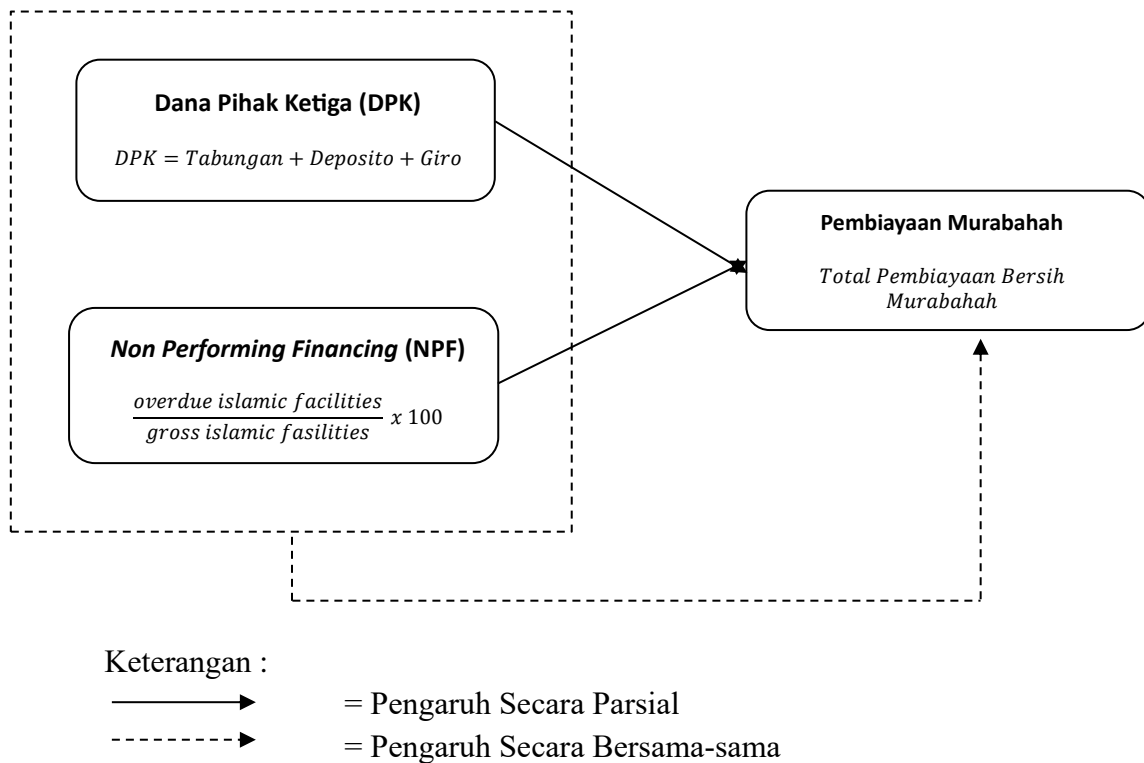 Dana Pihak Ketiga (DPK)
DPK = Tabungan + Deposito + Giro
Pembiayaan Murabahah
Total Pembiayaan Bersih
Murabahah
Non Performing Financing (NPF)
overdue islamic facilities
gross islamic fasilities
x 100
Keterangan :
= Pengaruh Secara Parsial
= Pengaruh Secara Bersama-sama